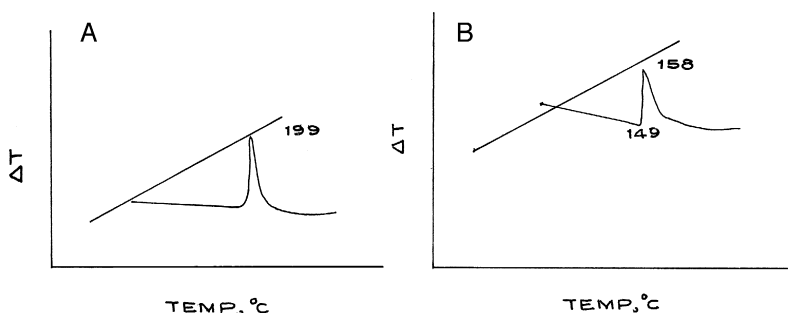 A
199
ΔT
TEMP, °C
B
158
149
ΔT
TEMP, °C